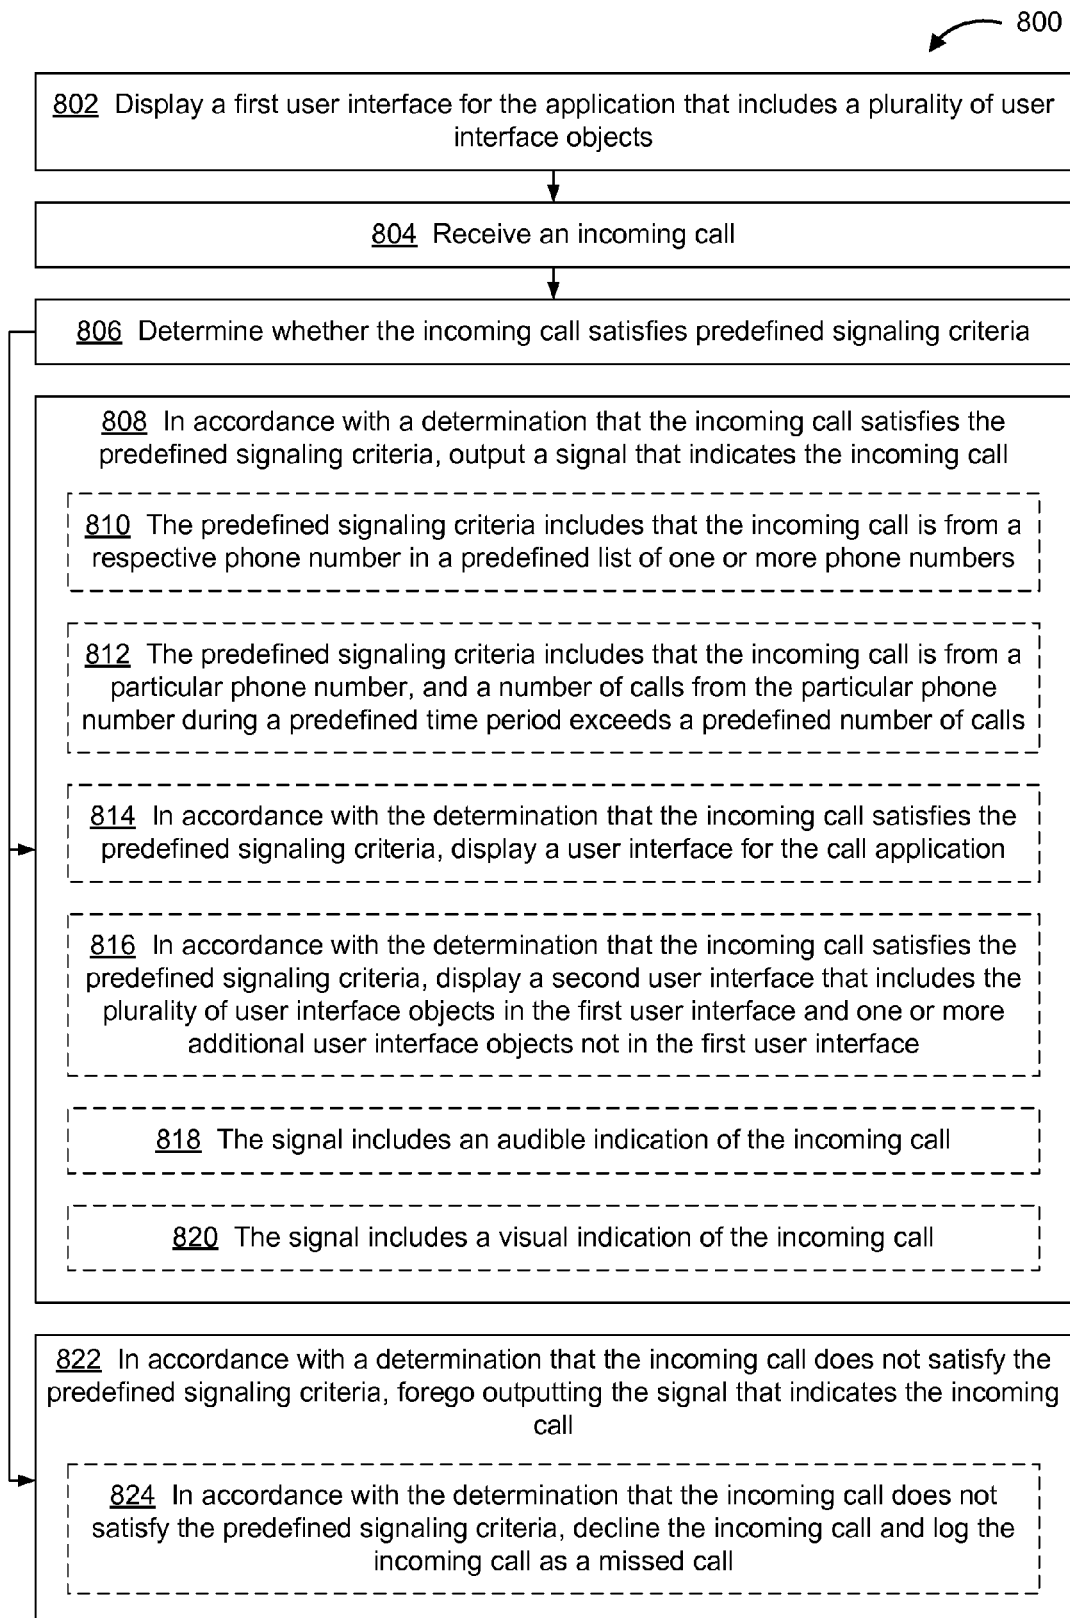 800
802 Display a first user interface for the application that includes a plurality of user
interface objects
804 Receive an incoming call
806 Determine whether the incoming call satisfies predefined signaling criteria
808 In accordance with a determination that the incoming call satisfies the
predefined signaling criteria, output a signal that indicates the incoming call
810 The predefined signaling criteria includes that the incoming call is from a
respective phone number in a predefined list of one or more phone numbers
812 The predefined signaling criteria includes that the incoming call is from a
particular phone number, and a number of calls from the particular phone
number during a predefined time period exceeds a predefined number of calls
814 In accordance with the determination that the incoming call satisfies the
predefined signaling criteria, display a user interface for the call application
816 In accordance with the determination that the incoming call satisfies the
predefined signaling criteria, display a second user interface that includes the
plurality of user interface objects in the first user interface and one or more
additional user interface objects not in the first user interface
818 The signal includes an audible indication of the incoming call
820 The signal includes a visual indication of the incoming call
822 In accordance with a determination that the incoming call does not satisfy the
predefined signaling criteria, forego outputting the signal that indicates the incoming
call
824 In accordance with the determination that the incoming call does not
satisfy the predefined signaling criteria, decline the incoming call and log the
incoming call as a missed call